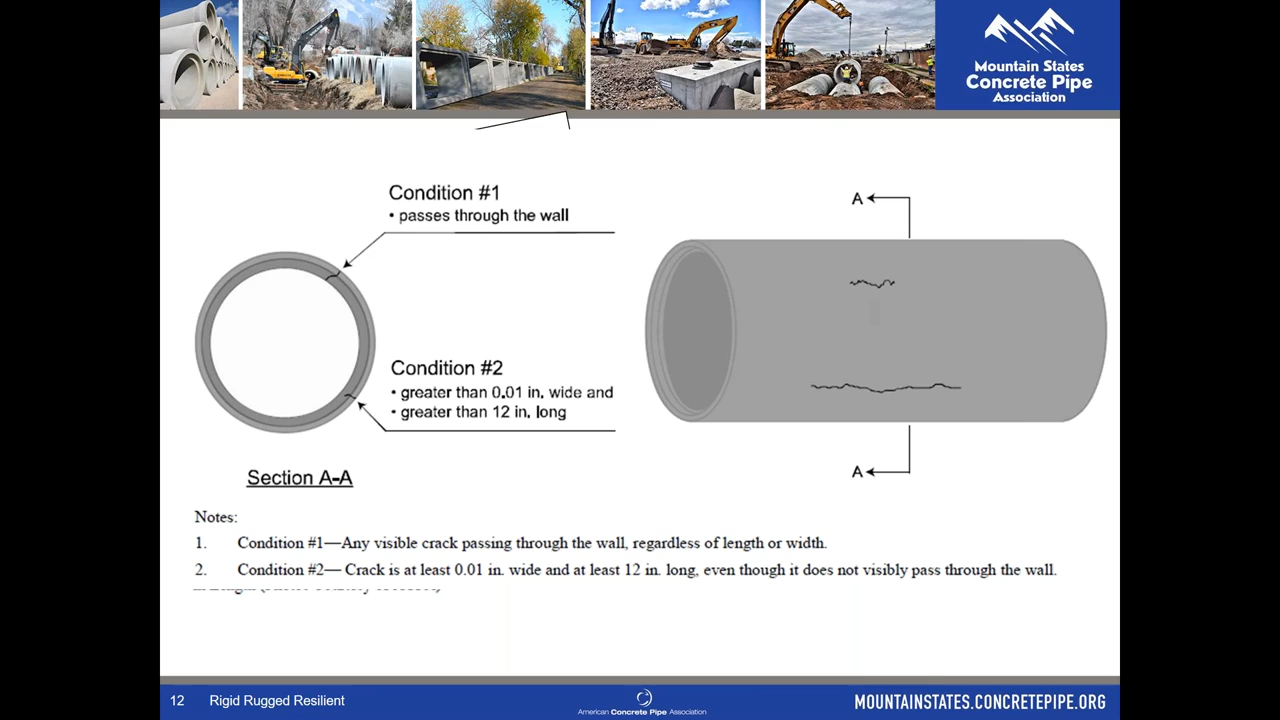 Mountain States
Concrete Pipe
Association
Condition #1
• passes through the wall
A
Condition #2
• greater than 0.01 in. wide and
• greater than 12 in. long
A
Section A-A
Notes:
1. Condition #1—Any visible crack passing through the wall, regardless of length or width.
2. Condition #2— Crack is at least 0.01 in. wide and at least 12 in. long, even though it does not visibly pass through the wall.
12 Rigid Rugged Resilient
American Concrete Pipe Association
MOUNTAINSTATES.CONCRETEPIPE.ORG